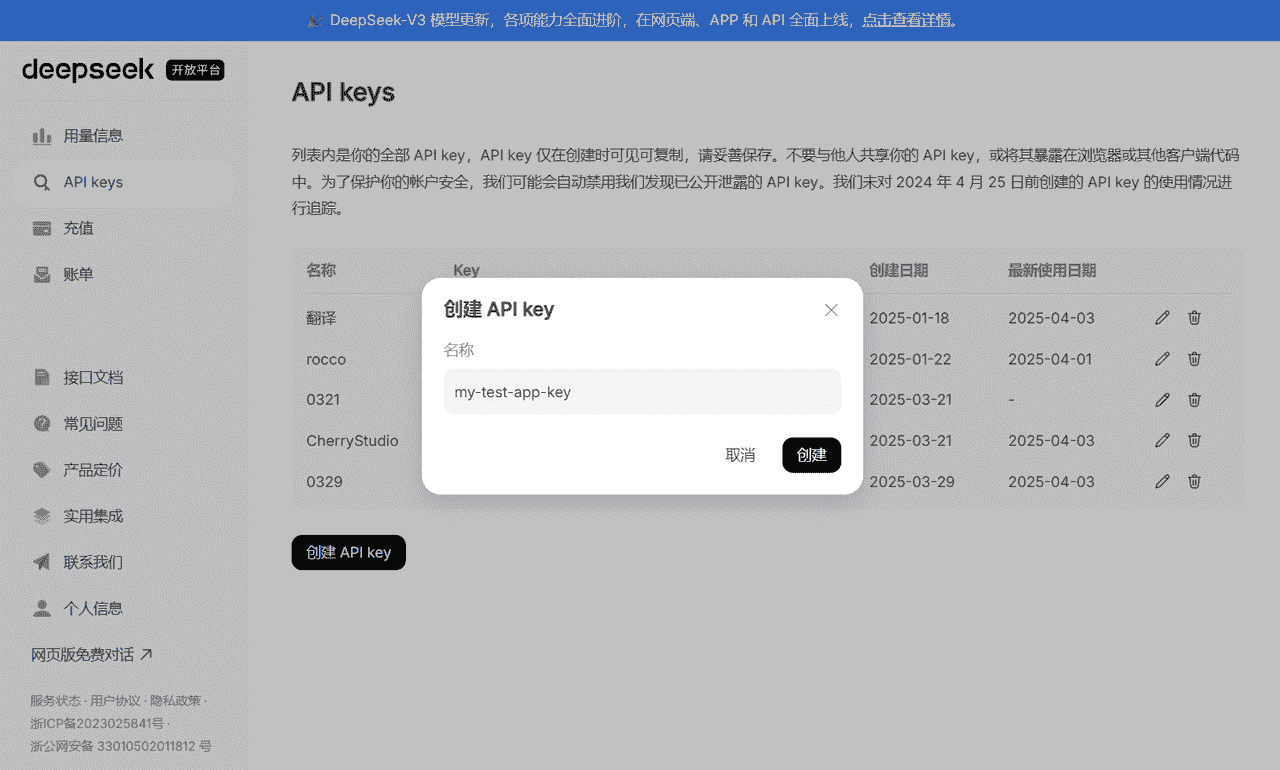 DeepSeek-V3 模型更新，各项能力全面进阶，在网页端、APP 和 API 全面上线，点击查看详情。
deepseek 开放平台
用量信息
API keys
充值
账单
接口文档
常见问题
产品定价
实用集成
联系我们
个人信息
网页版免费对话
服务状态 · 用户协议 · 隐私政策 ·
浙ICP备2023025841号 ·
浙公网安备 33010502011812 号
API keys
列表内是你的全部 API key，API key 仅在创建时可见可复制，请妥善保存。不要与他人共享你的 API key，或将其暴露在浏览器或其他客户端代码
中。为了保护你的帐户安全，我们可能会自动禁用我们发现已公开泄露的 API key。我们未对 2024 年 4 月 25 日前创建的 API key 的使用情况进
行追踪。
名称 Key 创建日期 最新使用日期
翻译 2025-01-18 2025-04-03
rocco 2025-01-22 2025-04-01
0321 2025-03-21 -
CherryStudio 2025-03-21 2025-04-03
0329 2025-03-29 2025-04-03
创建 API key
创建 API key
名称
my-test-app-key
取消 创建